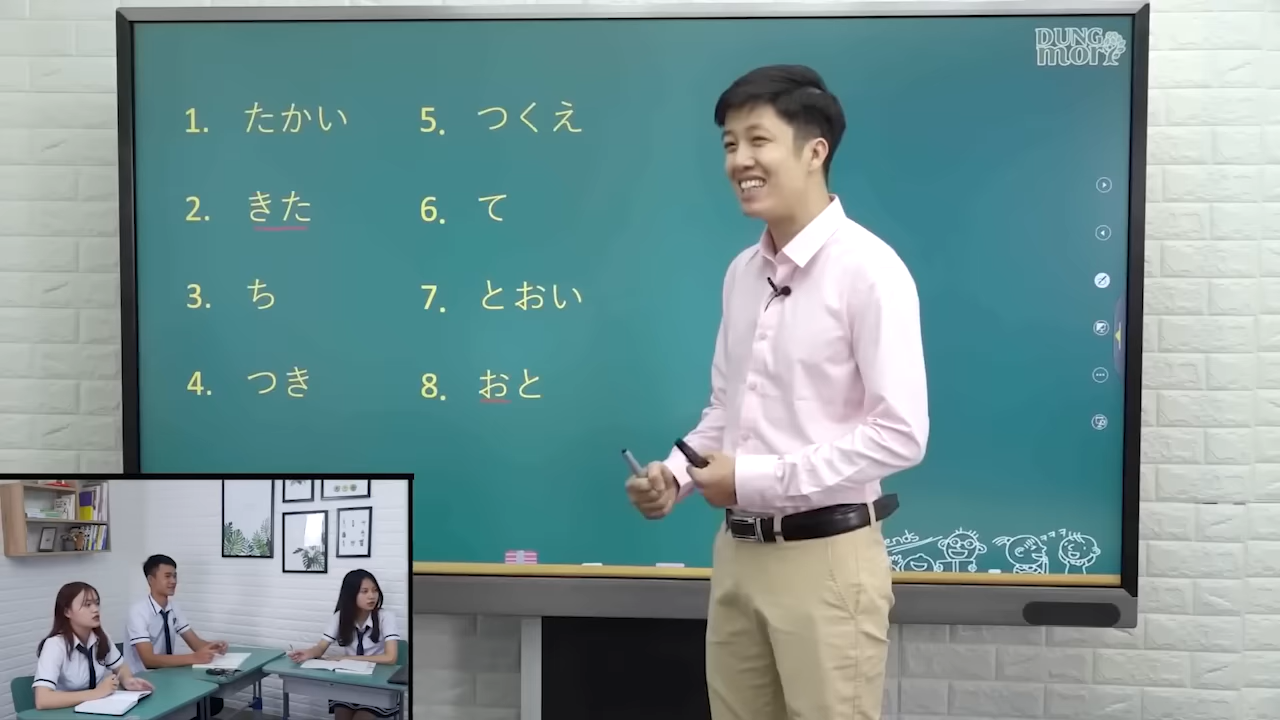 DUNG
mori
1. たかい
2. きた
3. ち
4. つき
5. つくえ
6. て
7. とおい
8. おと